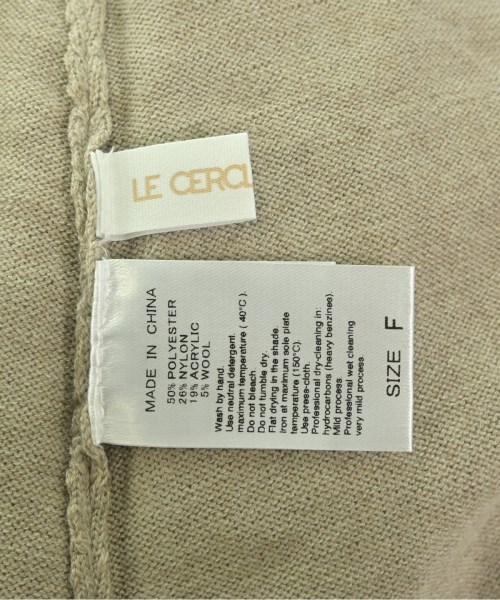 LE CERCL
MADE IN CHINA
50% POLYESTER
26% NYLON
19% ACRYLIC
5% WOOL
Wash by hand.
Use neutral detergent.
maximum temperature ( 40°C ).
Do not bleach.
Do not tumble dry.
Flat drying in the shade.
iron at maximum sole plate
temperature (150°C).
Use press-cloth.
Professional dry-cleaning in:
hydrocarbons (heavy benzines).
Mild process.
Professional wet cleaning
very mild process.
SIZE F